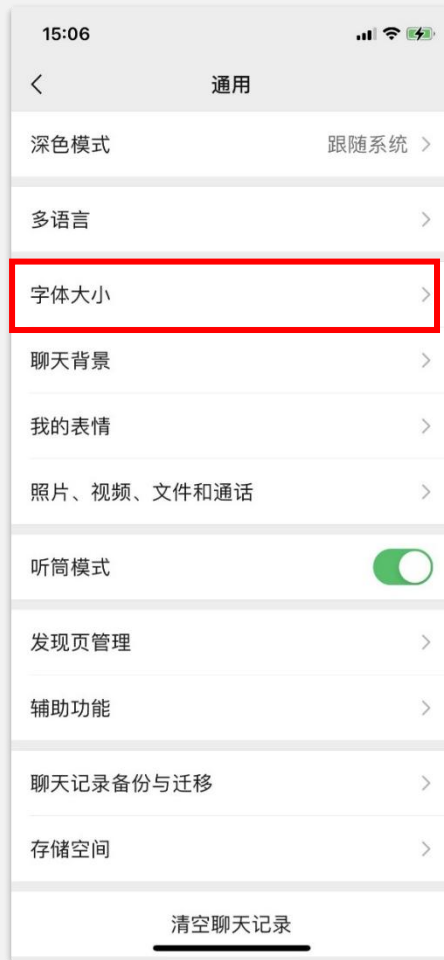 15:06
通用
深色模式 跟随系统
多语言
字体大小
聊天背景
我的表情
照片、视频、文件和通话
听筒模式
发现页管理
辅助功能
聊天记录备份与迁移
存储空间
清空聊天记录